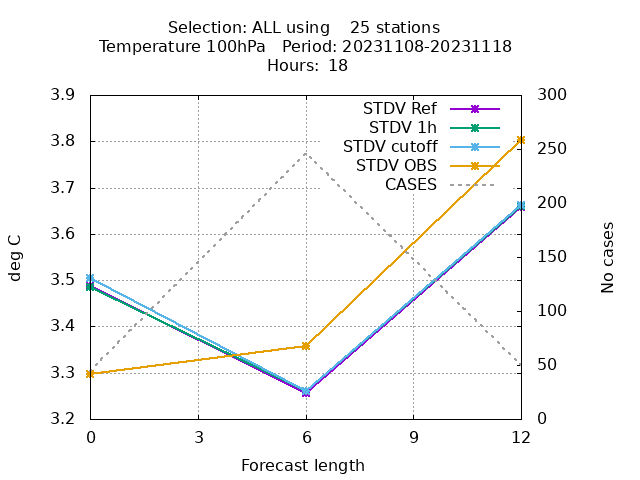 Selection: ALL using    25 stations
Temperature 100hPa   Period: 20231108-20231118
Hours:  18
STDV Ref
STDV 1h
STDV cutoff
STDV OBS
CASES
3.9
3.8
3.7
3.6
3.5
3.4
3.3
3.2
deg C
300
250
200
150
100
50
0
No cases
0 3 6 9 12
Forecast length